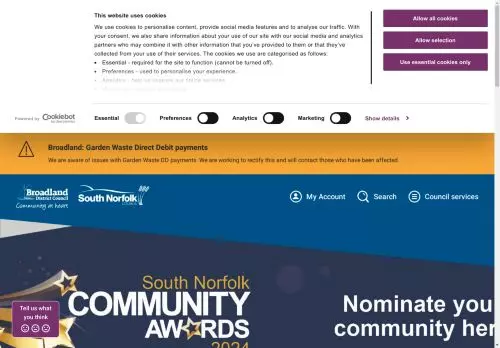 This website uses cookies
We use cookies to personalise content, provide social media features and to analyse our traffic. With
your consent, we also share information about your use of our site with our social media and analytics
partners who may combine it with other information that you've provided to them or that they've
collected from your use of their services. The cookies we use are categorised as follows:
• Essential - required for the site to function (cannot be turned off).
• Preferences - used to personalise your experience.
Allow all cookies
Allow selection
Use essential cookies only
Powered by
Cookiebot
Essential
Preferences
Analytics
Marketing
Show details
Broadland: Garden Waste Direct Debit payments
We are aware of issues with Garden Waste DD payments. We are working to rectify this and will contact those who have been affected.
Broadland
District Council
Community at heart
South Norfolk
My Account
Search
Council services
South Norfolk
COMMUNITY
AWARDS
2024
Nominate you
community her
Tell us what
you think